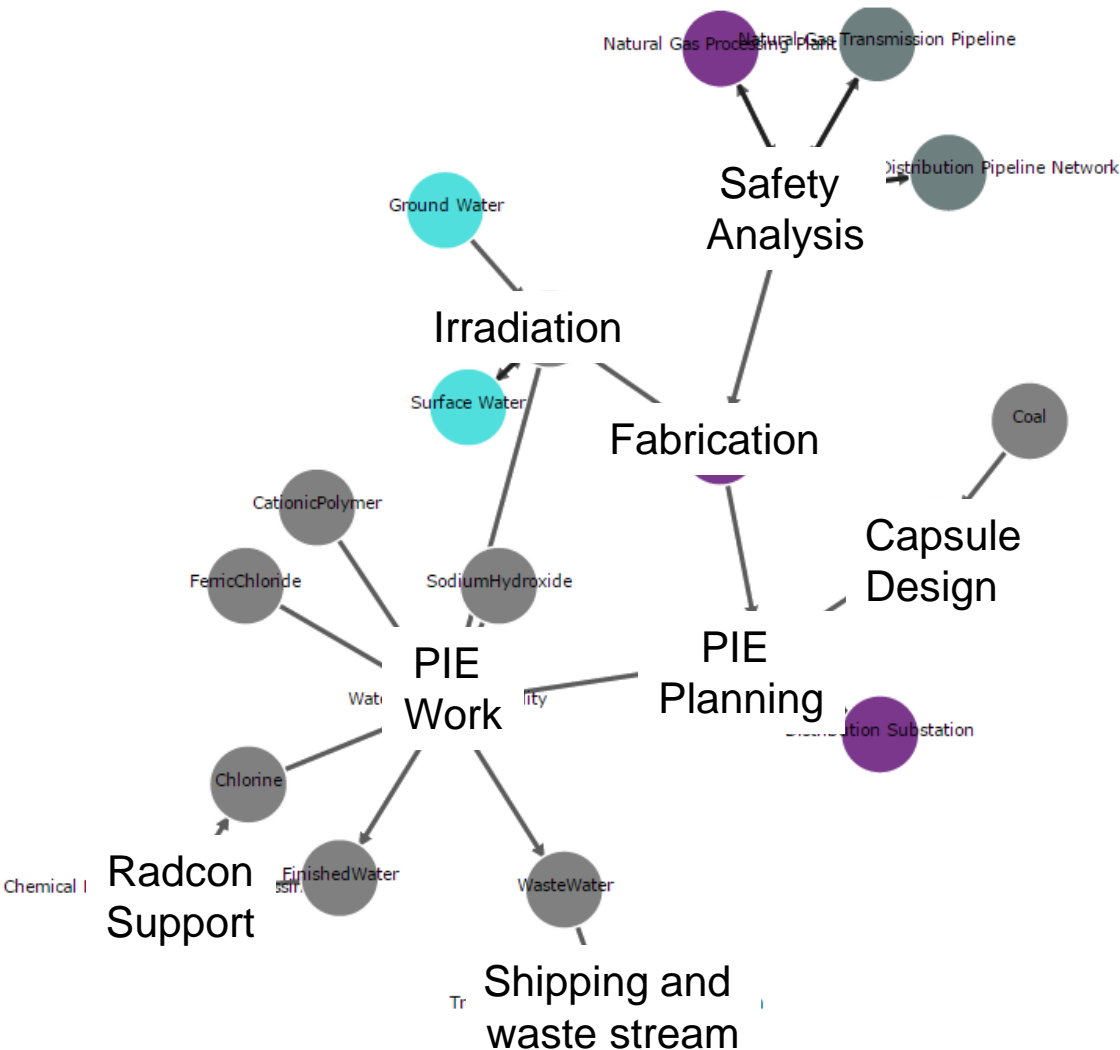 Natural Gas Processing Plant
Natural Gas Transmission Pipeline
Distribution Pipeline Network
Safety
Analysis
Ground Water
Irradiation
Surface Water
Fabrication
Coal
CationicPolymer
Capsule
Design
FerricChloride
SodiumHydroxide
PIE
Work
PIE
Planning
Distribution Substation
Chlorine
Radcon
Support
Chemical
FinishedWater
WasteWater
Shipping and
waste stream